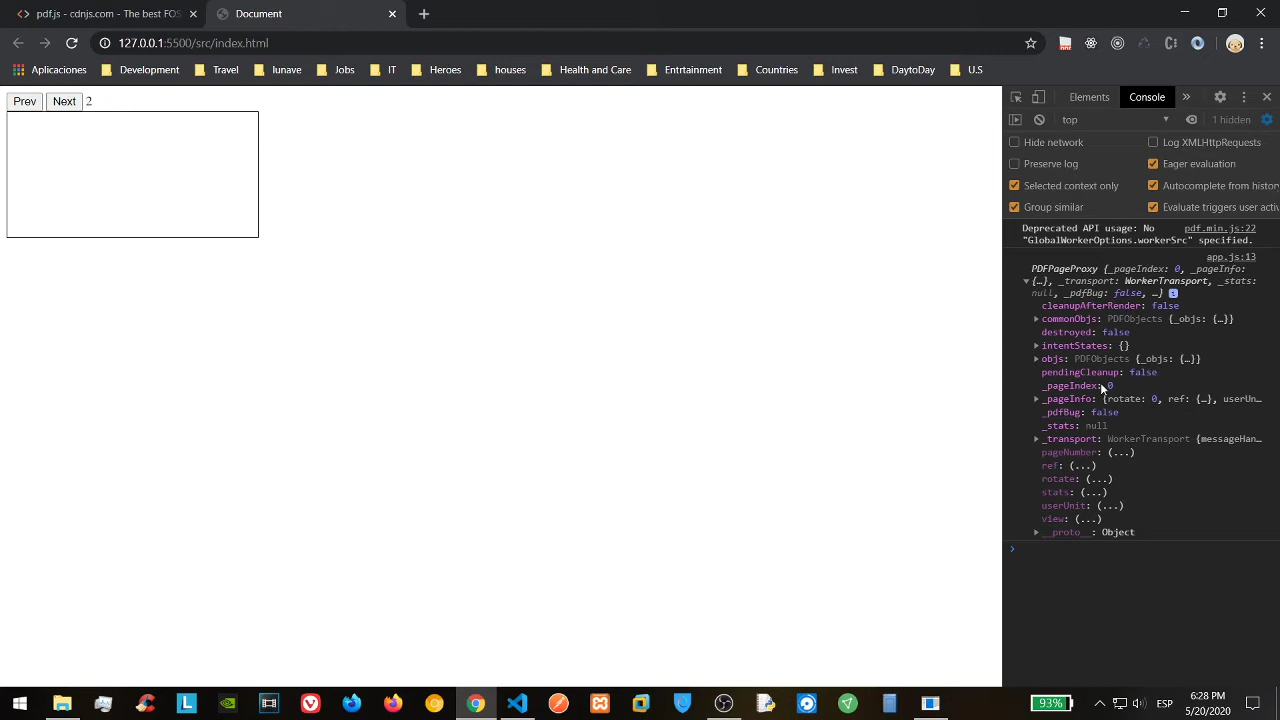 pdf.js - cdnjs.com - The best FOS
Document
127.0.0.1:5500/src/index.html
Aplicaciones
Development
Travel
lunave
Jobs
IT
Heroes
houses
Health and Care
Entrtainment
Countries
Invest
DaytoDay
U.S
Prev
Next
2
Elements
Console
»
top
1 hidden
Hide network
Log XMLHttpRequests
Preserve log
Eager evaluation
Selected context only
Autocomplete from histor
Group similar
Evaluate triggers user activ
Deprecated API usage: No
pdf.min.js:22
"GlobalWorkerOptions.workerSrc" specified.
app.js:13
PDFPageProxy {_pageIndex: 0, _pageInfo:
{…}, _transport: WorkerTransport, _stats:
null, _pdfBug: false, …}
cleanupAfterRender: false
commonObjs: PDFObjects {_objs: {…}}
destroyed: false
intentStates: {}
objs: PDFObjects {_objs: {…}}
pendingCleanup: false
_pageIndex: 0
_pageInfo: {rotate: 0, ref: {…}, userUn…
_pdfBug: false
_stats: null
_transport: WorkerTransport {messageHan…
pageNumber: (...)
ref: (...)
rotate: (...)
stats: (...)
userUnit: (...)
view: (...)
__proto__: Object
93%
ESP
6:28 PM
5/20/2020